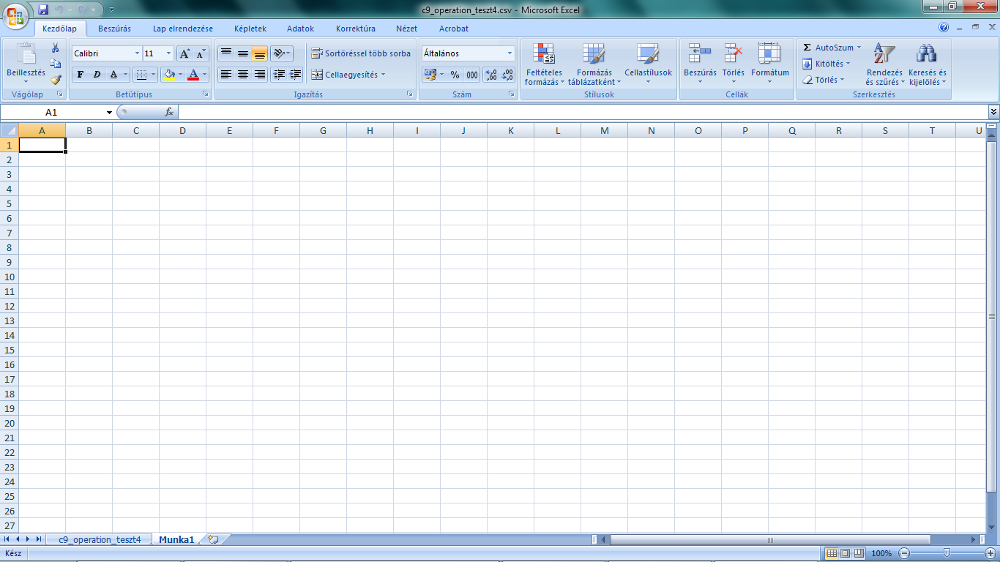 c9_operation_teszt4.csv - Microsoft Excel
Kezdőlap Beszúrás Lap elrendezése Képletek Adatok Korrektúra Nézet Acrobat
Beillesztés
Vágólap
Calibri 11
F D A A
Betűtípus
Sortöréssel több sorba
Cellaegyesítés
Igazítás
Általános
% 000 ,00 ,00
Szám
Feltételes formázás
Formázás táblázatként
Cellastílusok
Stílusok
Beszúrás Törlés Formátum
Cellák
Σ AutoSzum
Kitöltés
Törlés
Rendezés és szűrés
Keresés és kijelölés
Szerkesztés
A1 fx
A B C D E F G H I J K L M N O P Q R S T U
1
2
3
4
5
6
7
8
9
10
11
12
13
14
15
16
17
18
19
20
21
22
23
24
25
26
27
c9_operation_teszt4 Munka1
Kész 100%